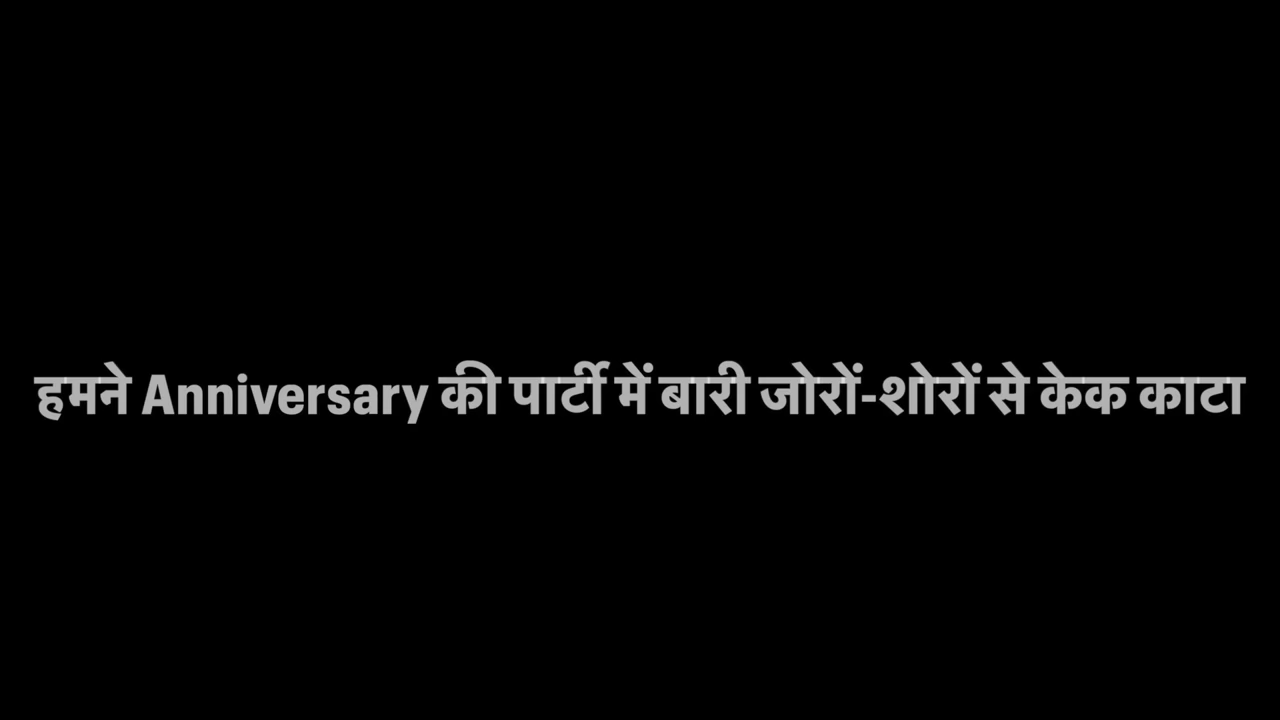 हमने Anniversary की पार्टी में बारी जोरों-शोरों से केक काटा